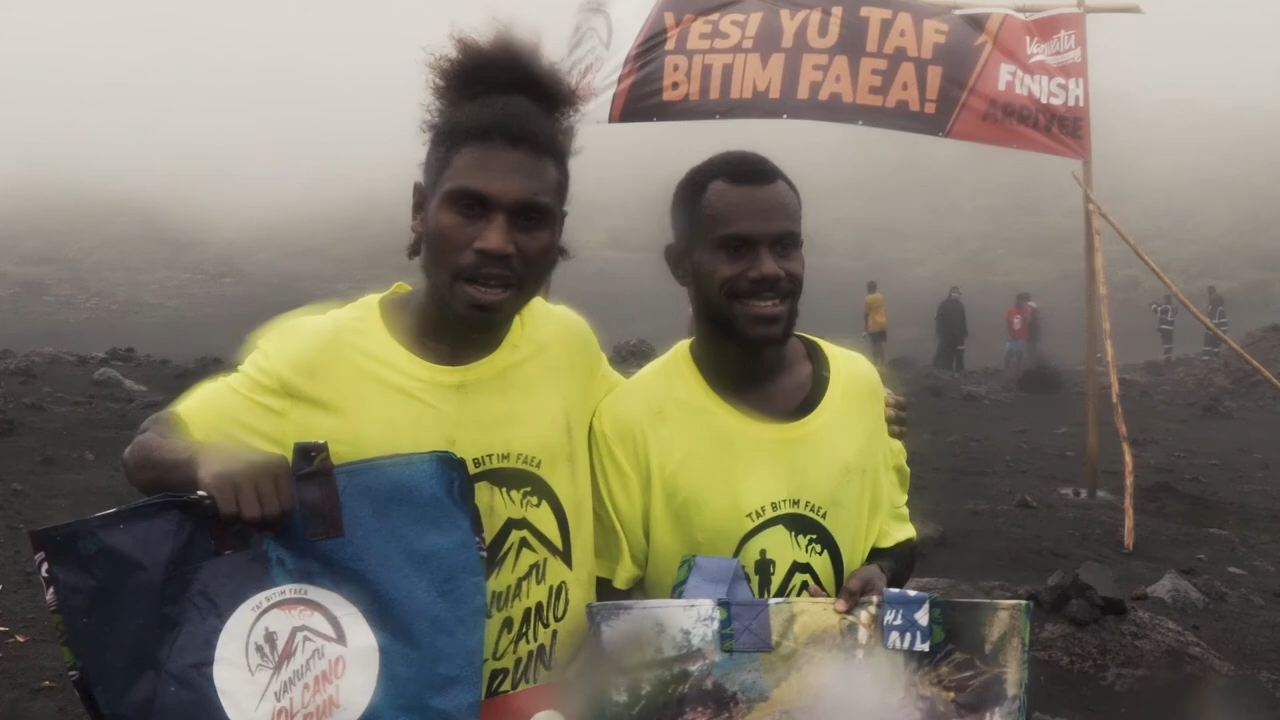 YES! YU TAF
BITIM FAEA!
Vanuatu
FINISH
ARRIVEE
BITIM FAEA
VANUATU
VOLCANO
RUN
TAF BITIM FAEA
TAF BITIM FAEA
VANUATU
VOLCANO
RUN